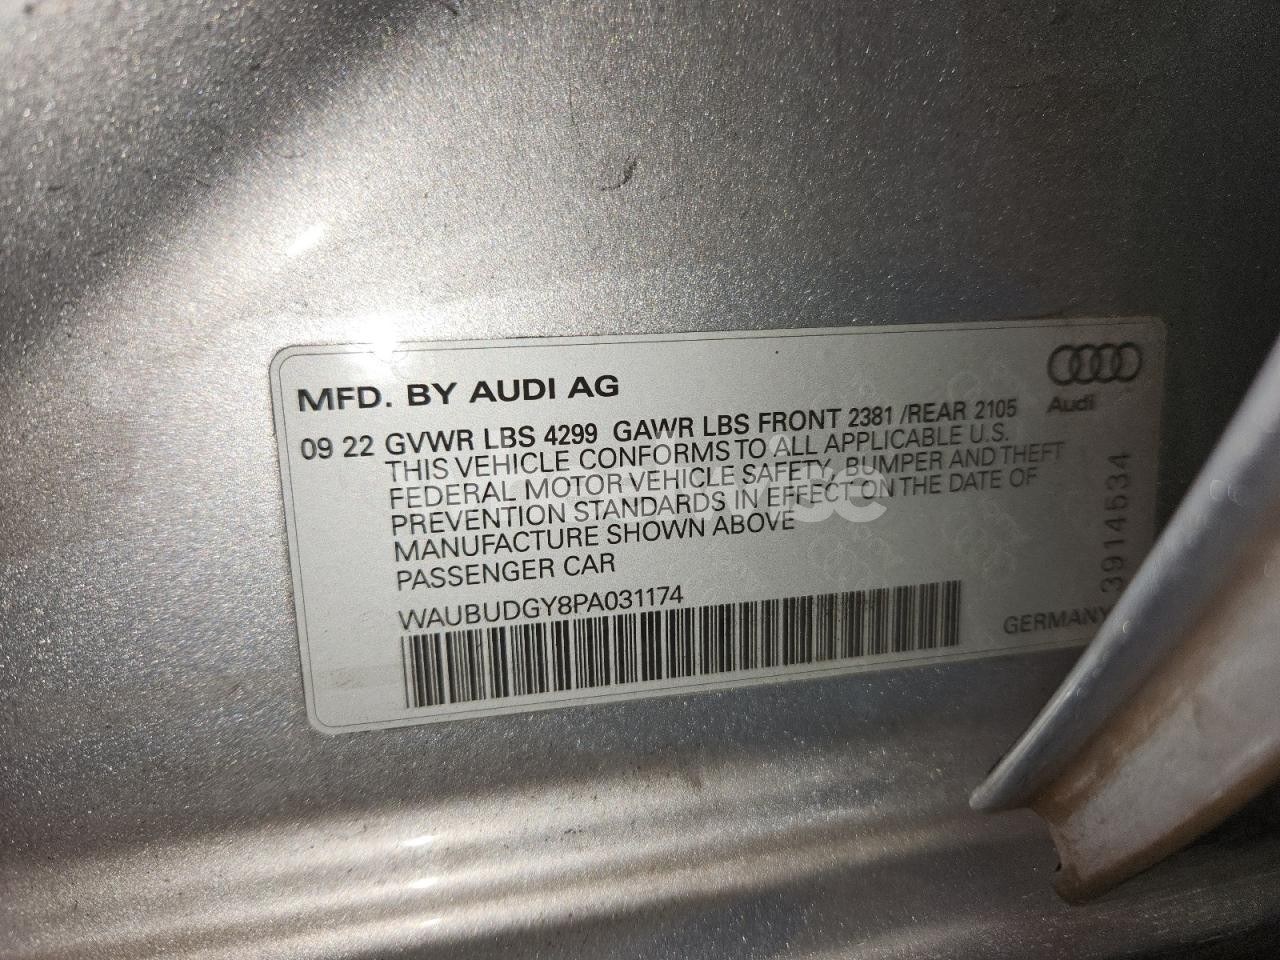 MFD. BY AUDI AG
Audi
09 22 GVWR LBS 4299 GAWR LBS FRONT 2381 /REAR 2105
THIS VEHICLE CONFORMS TO ALL APPLICABLE U.S.
FEDERAL MOTOR VEHICLE SAFETY, BUMPER AND THEFT
PREVENTION STANDARDS IN EFFECT ON THE DATE OF
MANUFACTURE SHOWN ABOVE
PASSENGER CAR
WAUBUDGY8PA031174
GERMANY
3914534